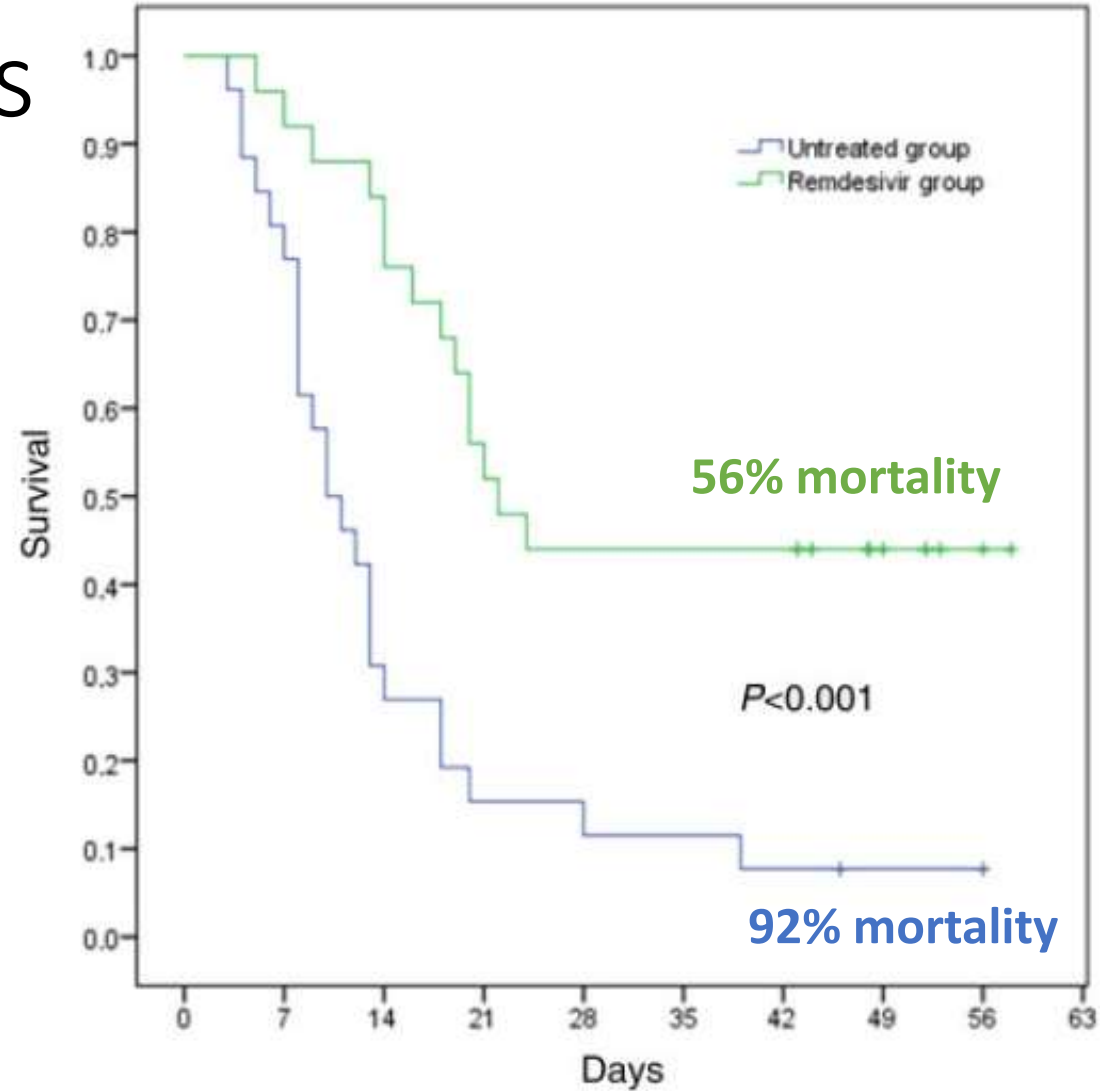 S
1.0
0.9
0.8
0.7
0.6
0.5
0.4
0.3
0.2
0.1
0.0
Survival
Untreated group
Remdesivir group
56% mortality
P<0.001
92% mortality
0 7 14 21 28 35 42 49 56 63
Days